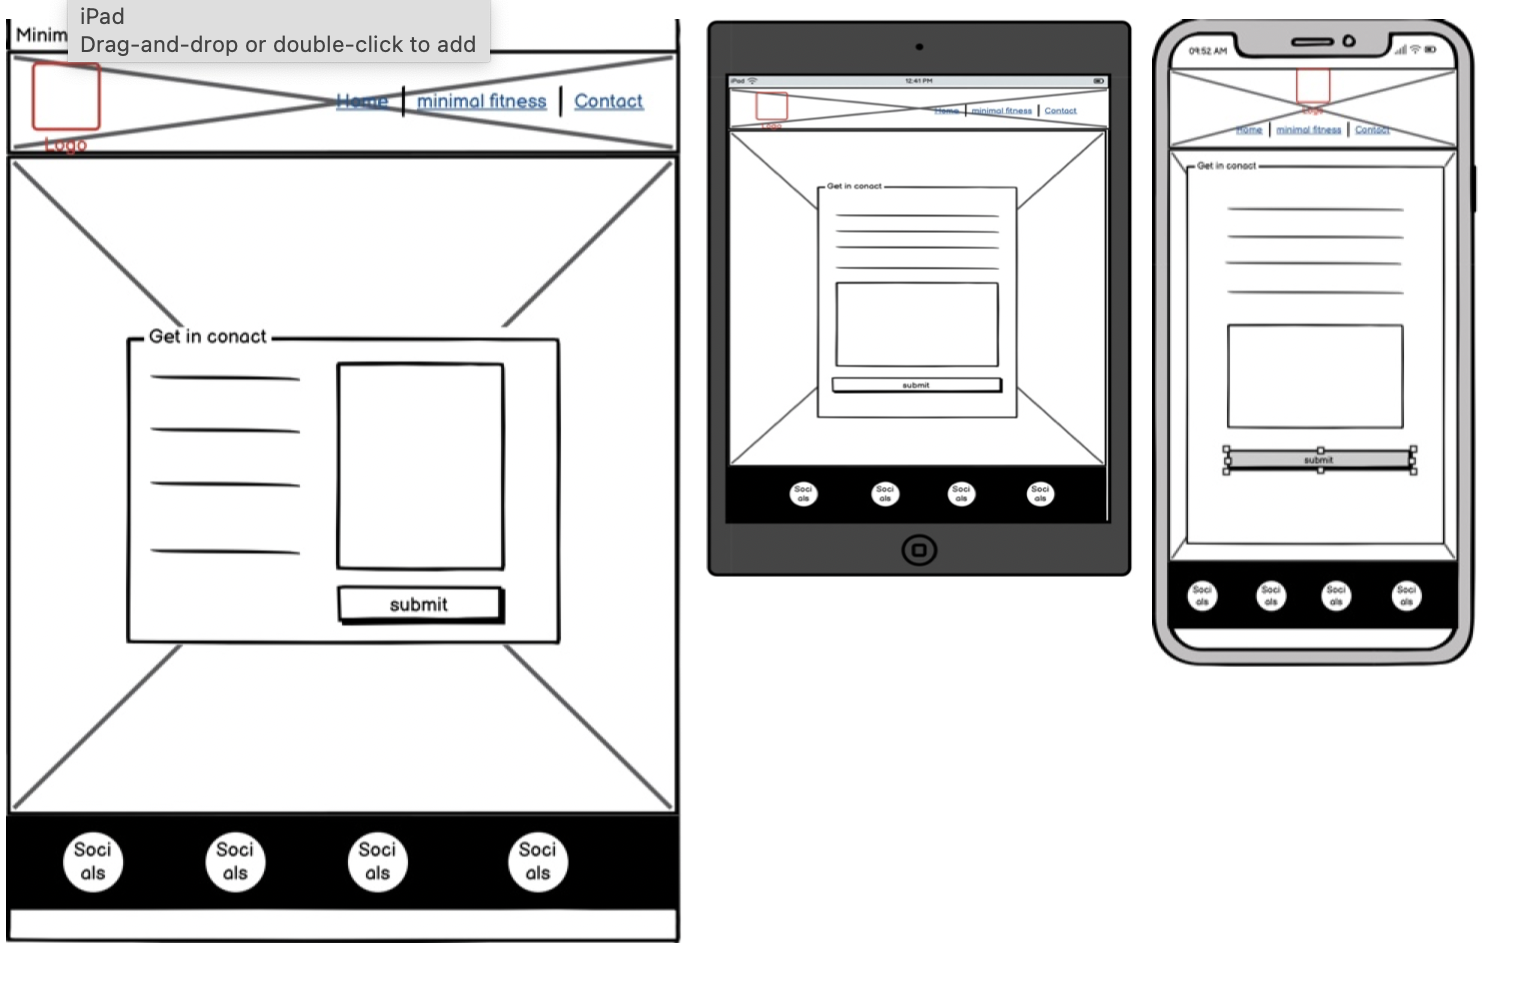 iPad
Drag-and-drop or double-click to add
Minim
Logo
Home
minimal fitness
Contact
Get in conact
submit
Soci
als
Soci
als
Soci
als
Soci
als
iPad
12:41 PM
Logo
Home
minimal fitness
Contact
Get in conact
submit
Soci
als
Soci
als
Soci
als
Soci
als
09:52 AM
Logo
Home
minimal fitness
Contact
Get in conact
submit
Soci
als
Soci
als
Soci
als
Soci
als